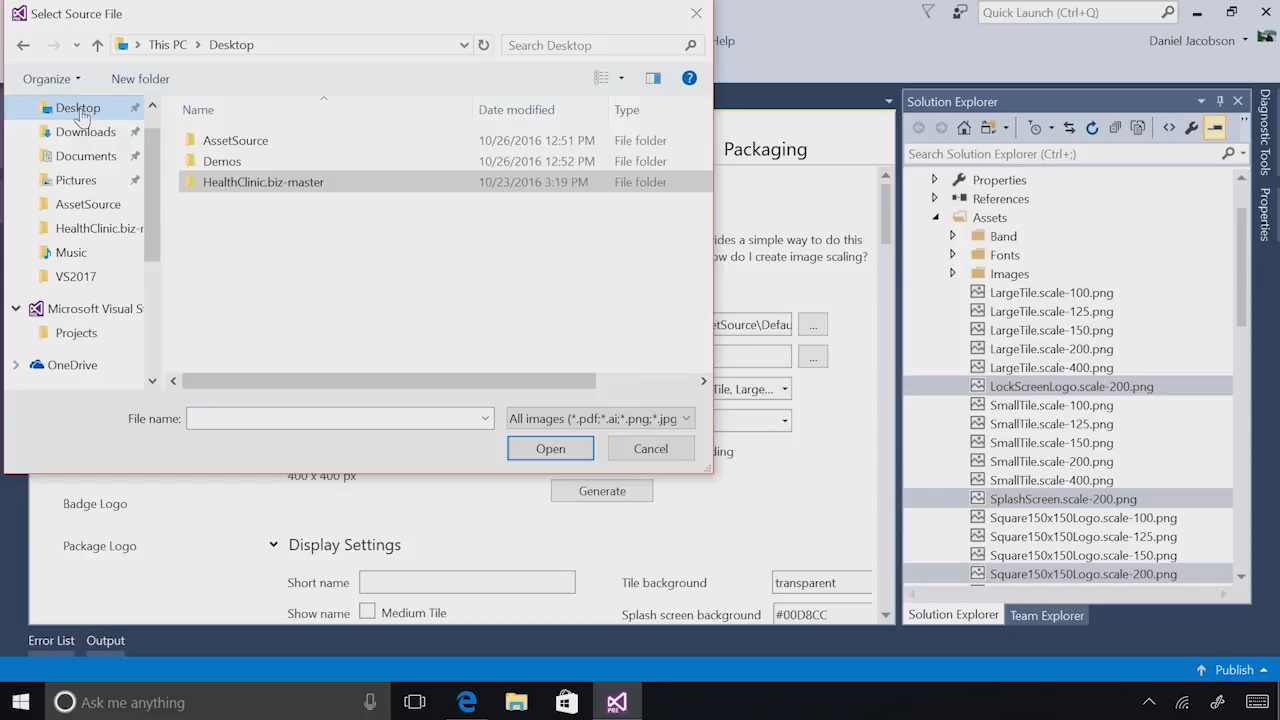 Select Source File
This PC > Desktop
Search Desktop
Organize
New folder
Desktop
Downloads
Documents
Pictures
AssetSource
HealthClinic.biz-r
Music
VS2017
Microsoft Visual S
Projects
OneDrive
Name
Date modified
Type
AssetSource 10/26/2016 12:51 PM File folder
Demos 10/26/2016 12:52 PM File folder
HealthClinic.biz-master 10/23/2016 3:19 PM File folder
File name:
All images (*.pdf;*.ai;*.png;*.jpg
Open
Cancel
Help
Quick Launch (Ctrl+Q)
Daniel Jacobson
Packaging
vides a simple way to do this
ow do I create image scaling?
etSource\Defau
...
...
Tile, Large...
ding
400 x 400 px
Generate
Badge Logo
Package Logo
Display Settings
Short name
Tile background
transparent
Show name
Medium Tile
Splash screen background
#00D8CC
Solution Explorer
Search Solution Explorer (Ctrl+;)
Properties
References
Assets
Band
Fonts
Images
LargeTile.scale-100.png
LargeTile.scale-125.png
LargeTile.scale-150.png
LargeTile.scale-200.png
LargeTile.scale-400.png
LockScreenLogo.scale-200.png
SmallTile.scale-100.png
SmallTile.scale-125.png
SmallTile.scale-150.png
SmallTile.scale-200.png
SmallTile.scale-400.png
SplashScreen.scale-200.png
Square150x150Logo.scale-100.png
Square150x150Logo.scale-125.png
Square150x150Logo.scale-150.png
Square150x150Logo.scale-200.png
Solution Explorer
Team Explorer
Diagnostic Tools
Properties
Error List
Output
Publish
Ask me anything